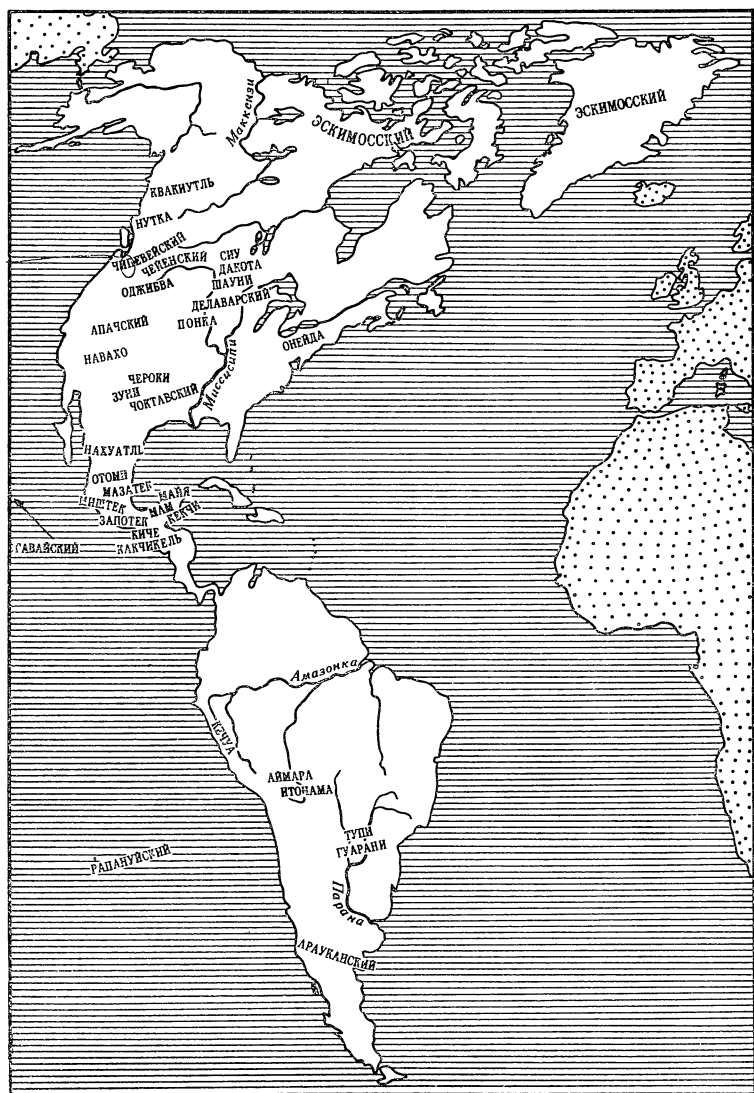 ЭСКИМОССКИЙ
Маккензи
ЭСКИМОССКИЙ
КВАКИУТЛЬ
НУТКА
ЧИПЕВЕЙСКИЙ
ЧЕЙЕНСКИЙ
СИУ
ДАКОТА
ШАУНИ
ОДЖИБВА
ДЕЛАВАРСКИЙ
АПАЧСКИЙ
ПОНКА
ОНЕЙДА
НАВАХО
Миссисипи
ЧЕРОКИ
ЗУНИ
ЧОКТАВСКИЙ
НАХУАТЛЬ
ОТОМИ
МАЗАТЕК
МАЙЯ
МИШТЕК
МАМ
КЕКЧИ
ЗАПОТЕК
КИЧЕ
КАКЧИКЕЛЬ
ГАВАЙСКИЙ
Амазонка
КЕЧУА
АЙМАРА
ИТОНАМА
ТУПИ
ГУАРАНИ
РАПАНУЙСКИЙ
Парана
АРАУКАНСКИЙ